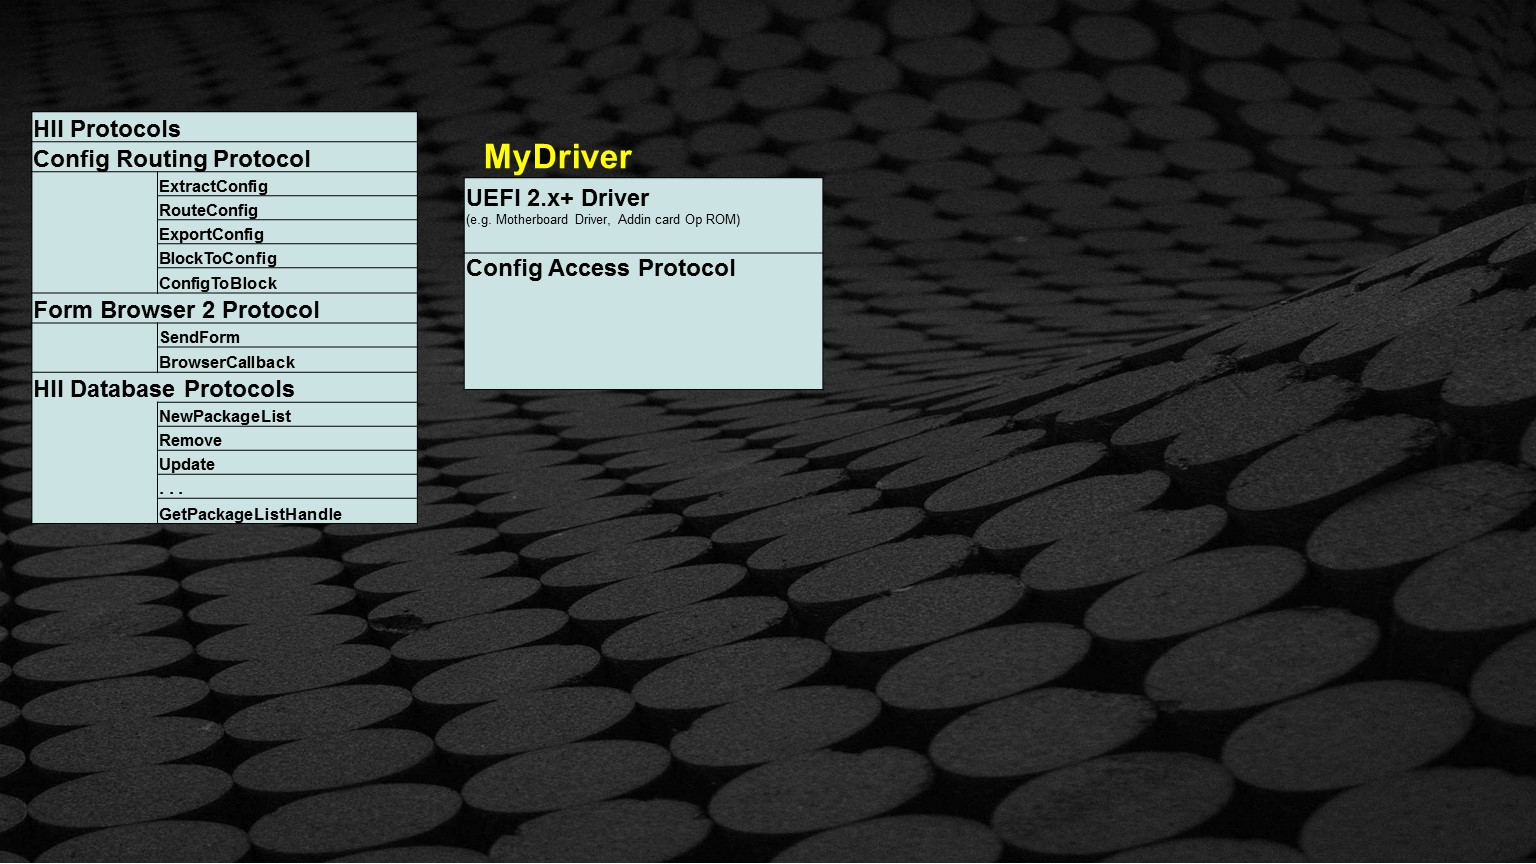 HII Protocols
Config Routing Protocol
ExtractConfig
RouteConfig
ExportConfig
BlockToConfig
ConfigToBlock
Form Browser 2 Protocol
SendForm
BrowserCallback
HII Database Protocols
NewPackageList
Remove
Update
. . .
GetPackageListHandle
MyDriver
UEFI 2.x+ Driver
(e.g. Motherboard Driver, Addin card Op ROM)
Config Access Protocol